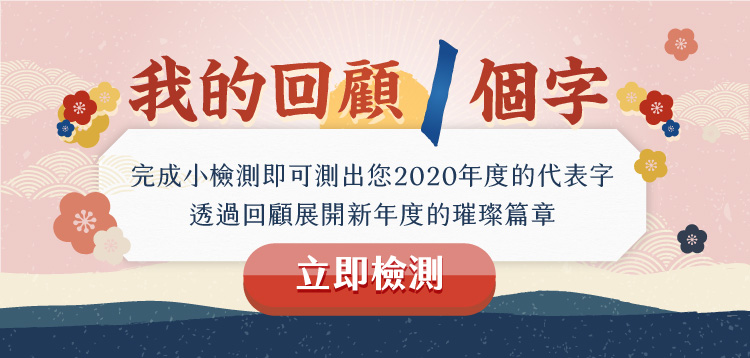 我的回顧1個字
完成小檢測即可測出您2020年度的代表字
透過回顧展開新年度的璀璨篇章
立即檢測